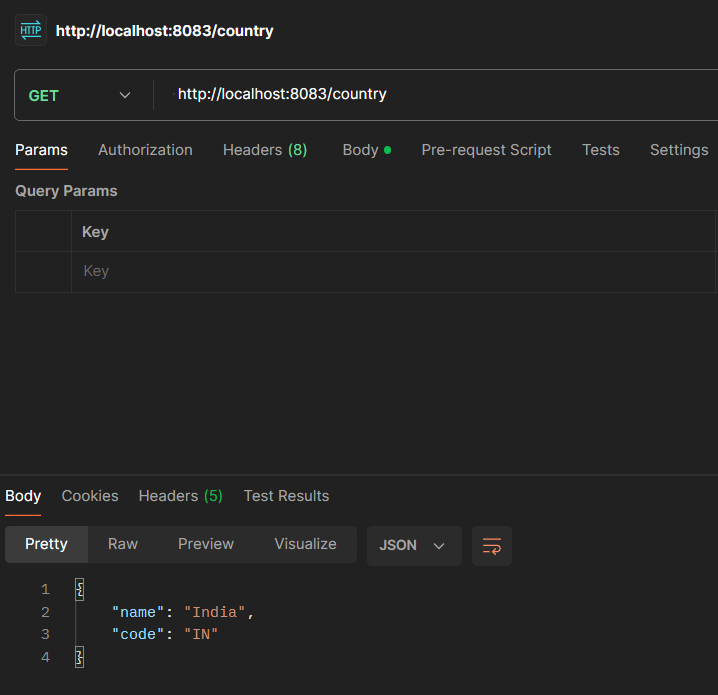 HTTP http://localhost:8083/country
GET http://localhost:8083/country
Params Authorization Headers (8) Body Pre-request Script Tests Settings
Query Params
Key
Key
Body Cookies Headers (5) Test Results
Pretty Raw Preview Visualize JSON
1 {
2 "name": "India",
3 "code": "IN"
4 }